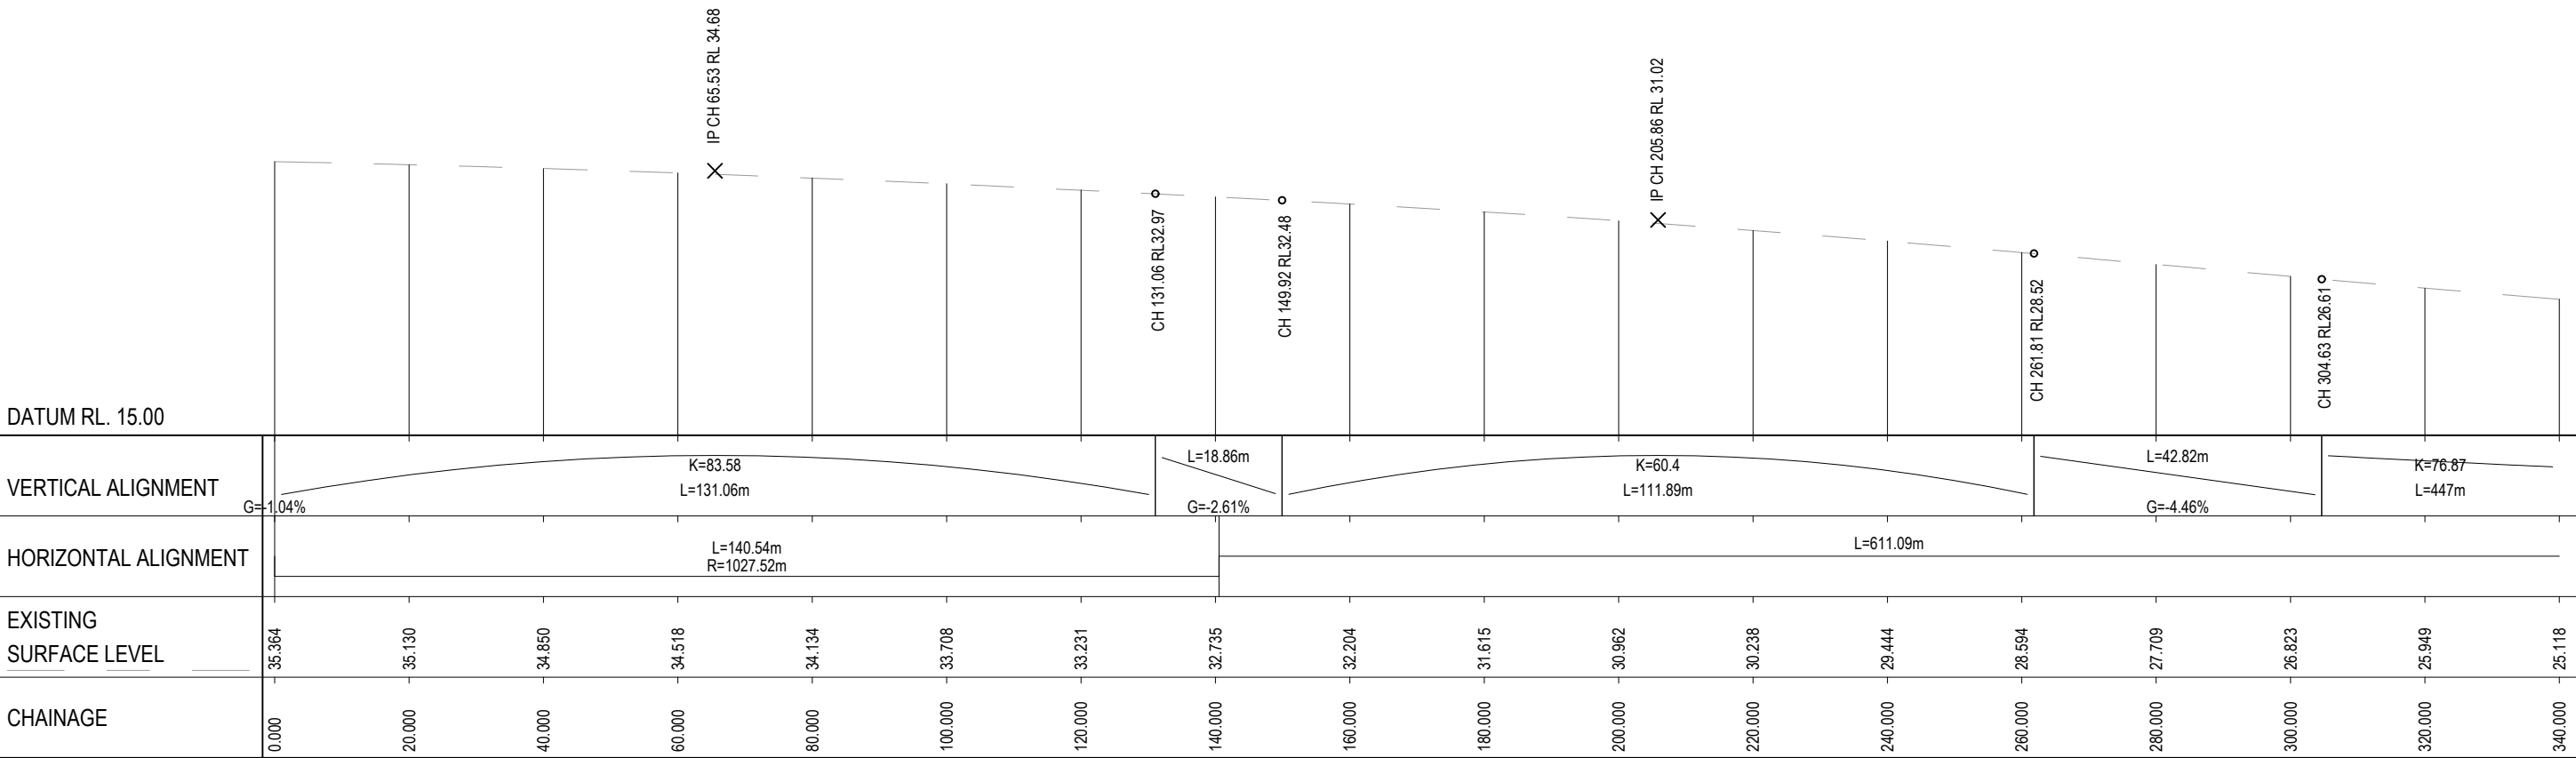 IP CH 65.53 RL 34.68
IP CH 205.86 RL 31.02
CH 131.06 RL32.97
CH 149.92 RL32.48
CH 261.81 RL28.52
CH 304.63 RL26.61
DATUM RL. 15.00
VERTICAL ALIGNMENT
G=-1.04%
K=83.58
L=131.06m
L=18.86m
G=-2.61%
K=60.4
L=111.89m
L=42.82m
G=-4.46%
K=76.87
L=447m
HORIZONTAL ALIGNMENT
L=140.54m
R=1027.52m
L=611.09m
EXISTING
SURFACE LEVEL
35.364
35.130
34.850
34.518
34.134
33.708
33.231
32.735
32.204
31.615
30.962
30.238
29.444
28.594
27.709
26.823
25.949
25.118
CHAINAGE
0.000
20.000
40.000
60.000
80.000
100.000
120.000
140.000
160.000
180.000
200.000
220.000
240.000
260.000
280.000
300.000
320.000
340.000